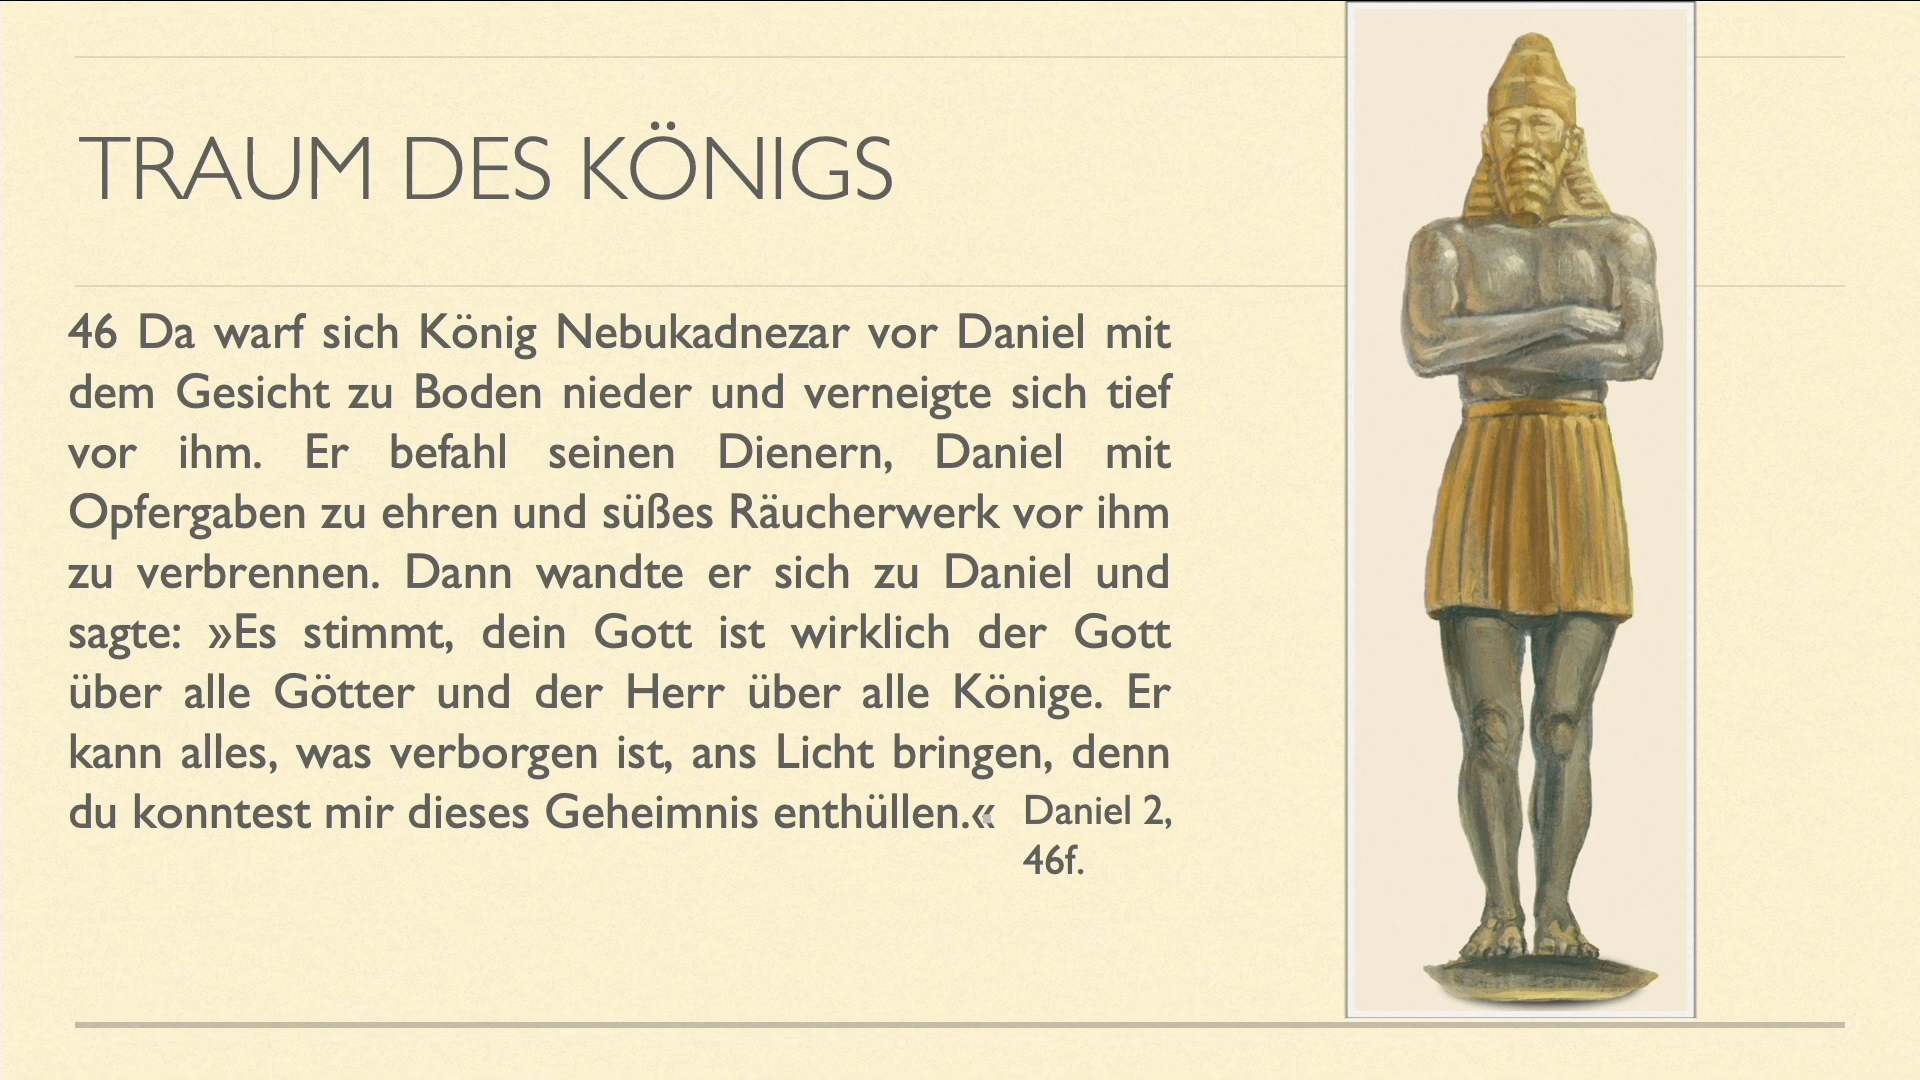 TRAUM DES KÖNIGS
46 Da warf sich König Nebukadnezar vor Daniel mit
dem Gesicht zu Boden nieder und verneigte sich tief
vor ihm. Er befahl seinen Dienern, Daniel mit
Opfergaben zu ehren und süßes Räucherwerk vor ihm
zu verbrennen. Dann wandte er sich zu Daniel und
sagte: »Es stimmt, dein Gott ist wirklich der Gott
über alle Götter und der Herr über alle Könige. Er
kann alles, was verborgen ist, ans Licht bringen, denn
du konntest mir dieses Geheimnis enthüllen.«
Daniel 2,
46f.